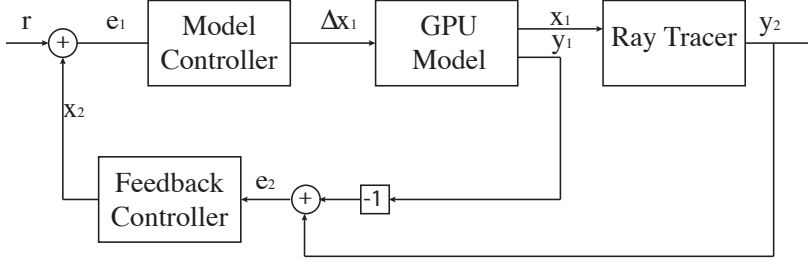 r
+
e1
Model
Controller
Δx1
GPU
Model
x1
y1
Ray Tracer
y2
x2
Feedback
Controller
e2
+
-1